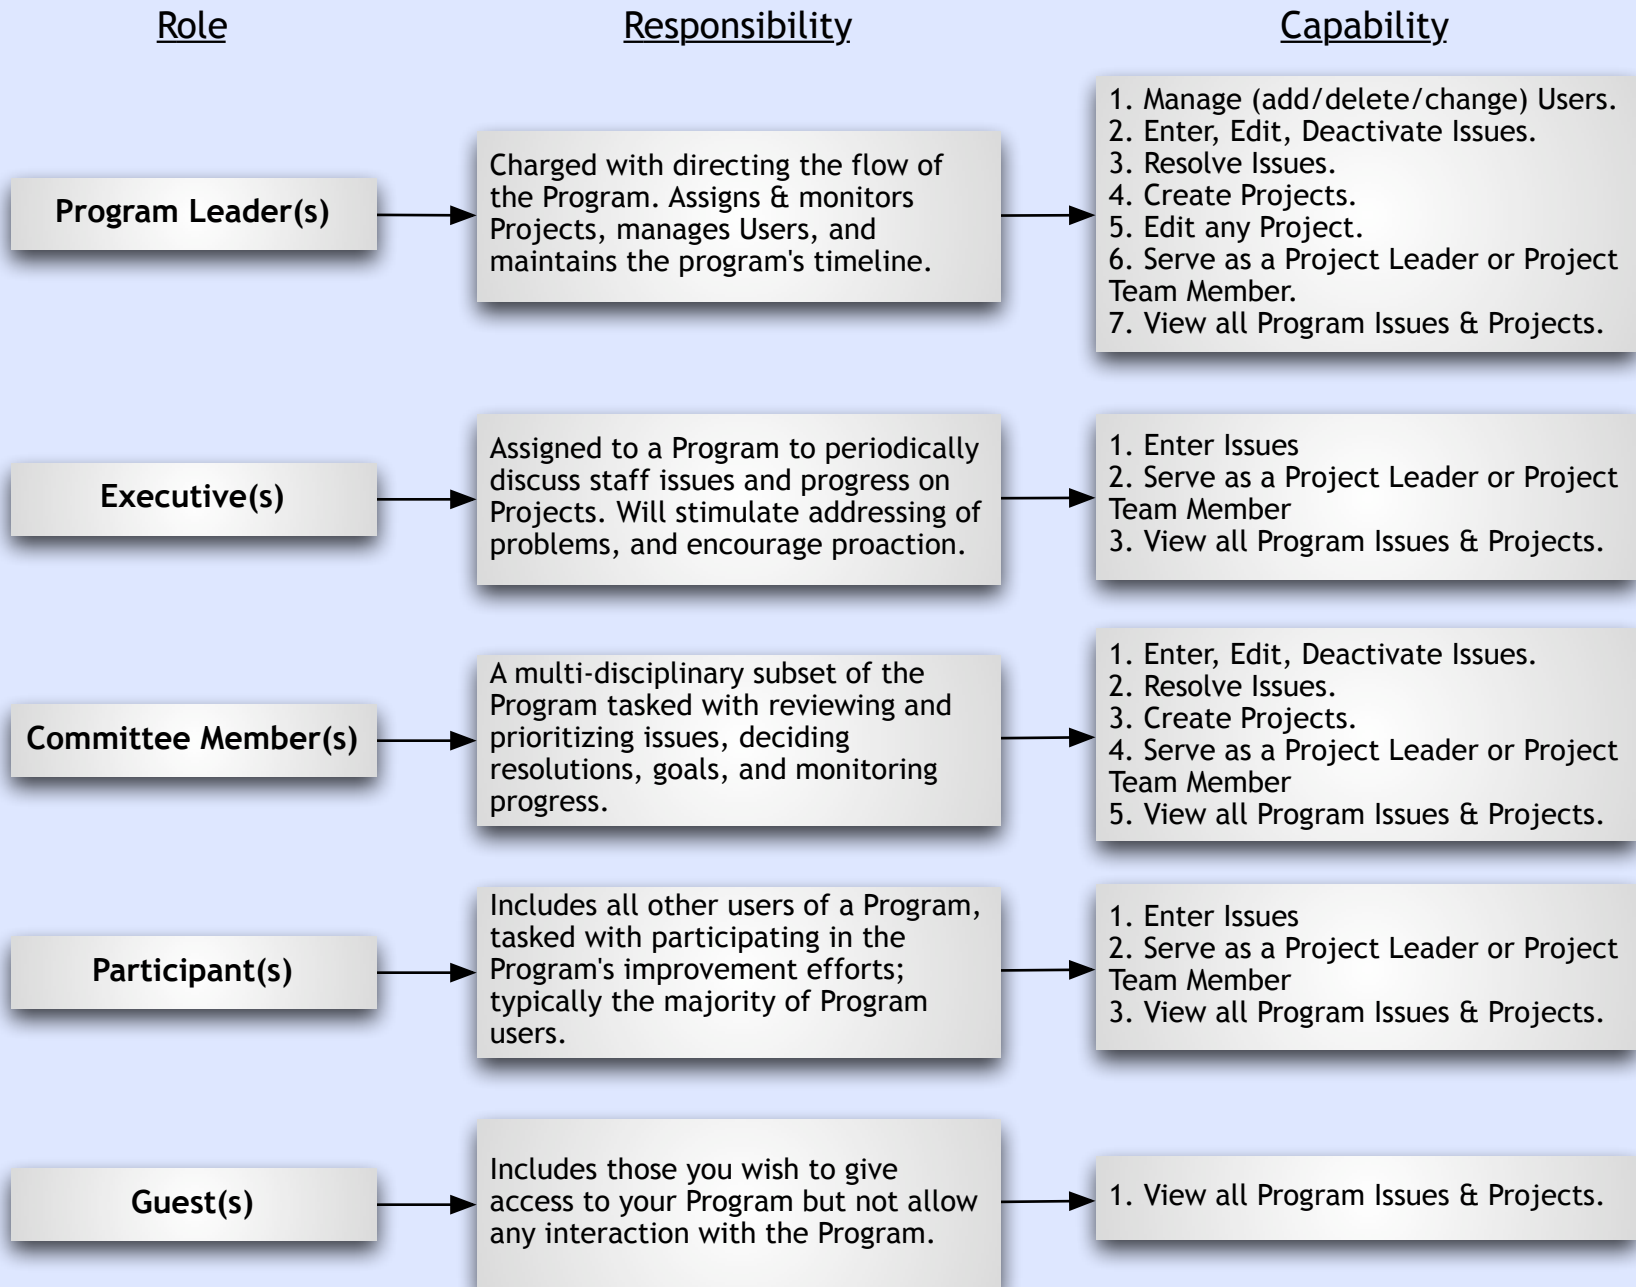 Role
Responsibility
Capability
Program Leader(s)
Charged with directing the flow of
the Program. Assigns & monitors
Projects, manages Users, and
maintains the program's timeline.
1. Manage (add/delete/change) Users.
2. Enter, Edit, Deactivate Issues.
3. Resolve Issues.
4. Create Projects.
5. Edit any Project.
6. Serve as a Project Leader or Project
Team Member.
7. View all Program Issues & Projects.
Executive(s)
Assigned to a Program to periodically
discuss staff issues and progress on
Projects. Will stimulate addressing of
problems, and encourage proaction.
1. Enter Issues
2. Serve as a Project Leader or Project
Team Member
3. View all Program Issues & Projects.
Committee Member(s)
A multi-disciplinary subset of the
Program tasked with reviewing and
prioritizing issues, deciding
resolutions, goals, and monitoring
progress.
1. Enter, Edit, Deactivate Issues.
2. Resolve Issues.
3. Create Projects.
4. Serve as a Project Leader or Project
Team Member
5. View all Program Issues & Projects.
Participant(s)
Includes all other users of a Program,
tasked with participating in the
Program's improvement efforts;
typically the majority of Program
users.
1. Enter Issues
2. Serve as a Project Leader or Project
Team Member
3. View all Program Issues & Projects.
Guest(s)
Includes those you wish to give
access to your Program but not allow
any interaction with the Program.
1. View all Program Issues & Projects.